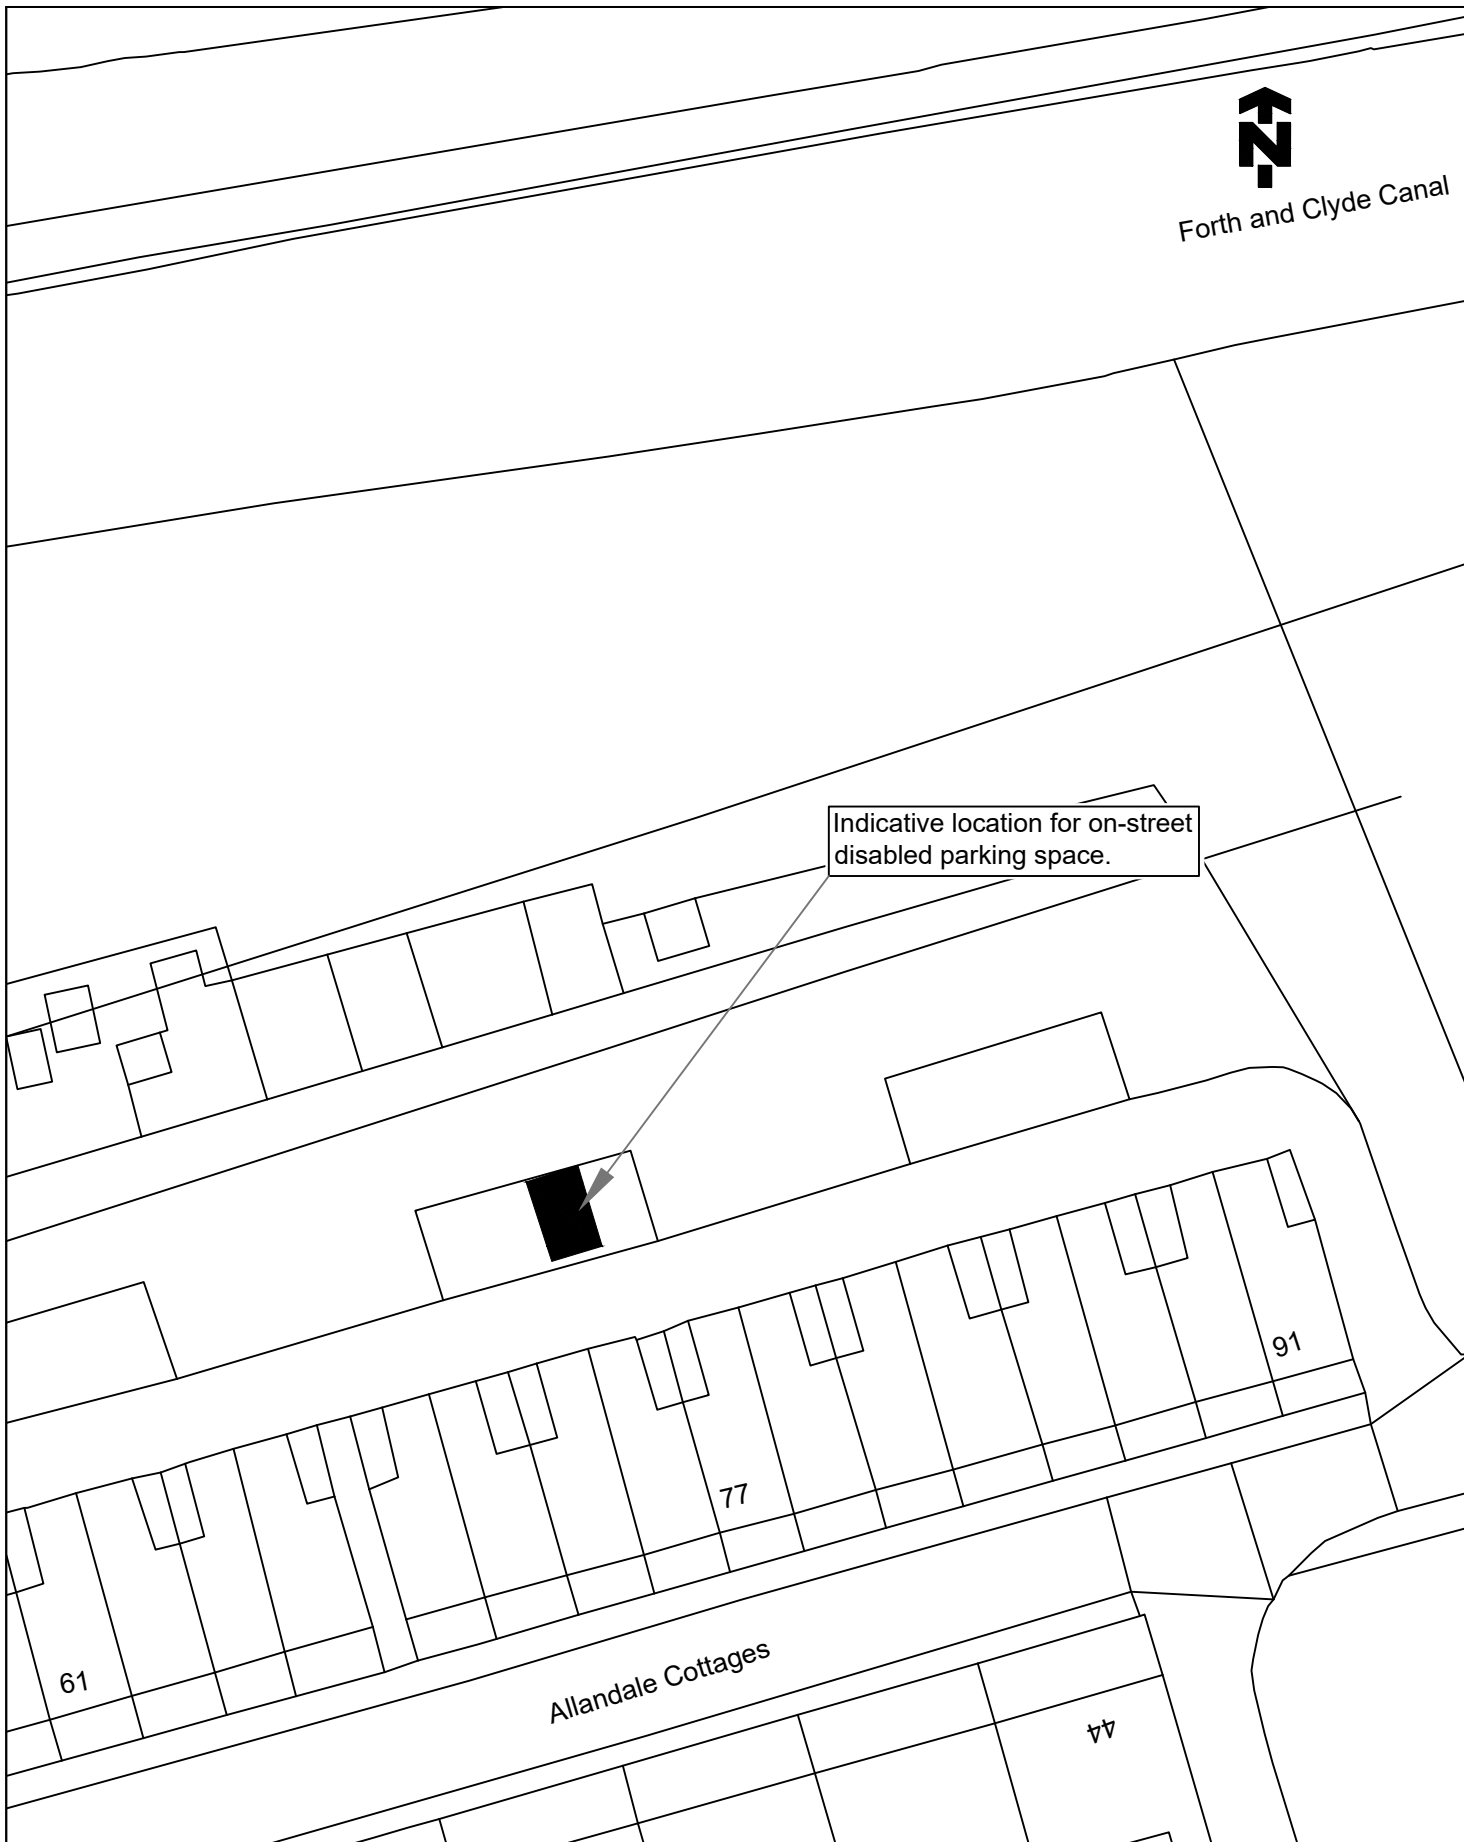 N
Forth and Clyde Canal
Indicative location for on-street
disabled parking space.
91
77
61
Allandale Cottages
44